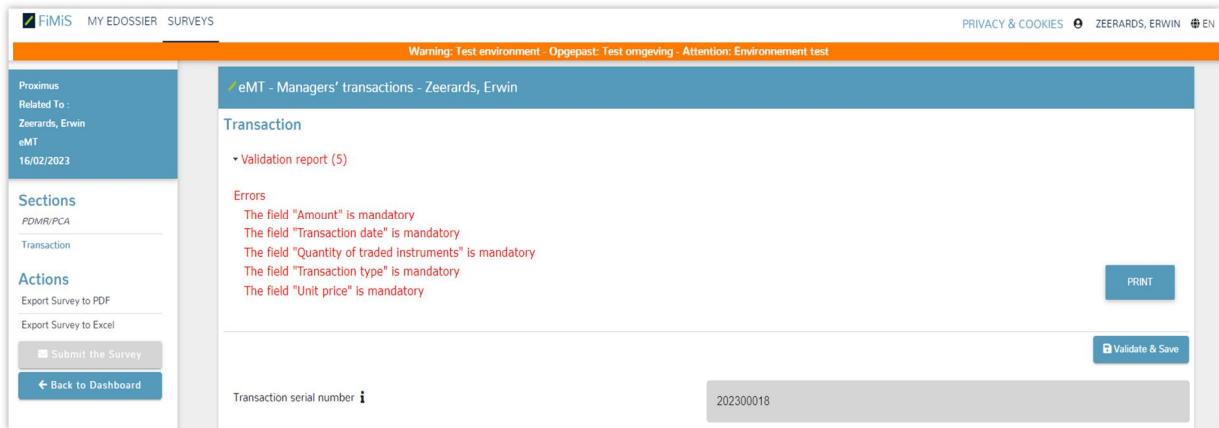 FiMiS MY EDOSSIER SURVEYS PRIVACY & COOKIES ZEERARDS, ERWIN EN
Warning: Test environment - Opgepast: Test omgeving - Attention: Environnement test
Proximus
Related To :
Zeerards, Erwin
eMT
16/02/2023
Sections
PDMR/PCA
Transaction
Actions
Export Survey to PDF
Export Survey to Excel
Submit the Survey
Back to Dashboard
eMT - Managers' transactions - Zeerards, Erwin
Transaction
Validation report (5)
Errors
The field "Amount" is mandatory
The field "Transaction date" is mandatory
The field "Quantity of traded instruments" is mandatory
The field "Transaction type" is mandatory
The field "Unit price" is mandatory
PRINT
Validate & Save
Transaction serial number i 202300018